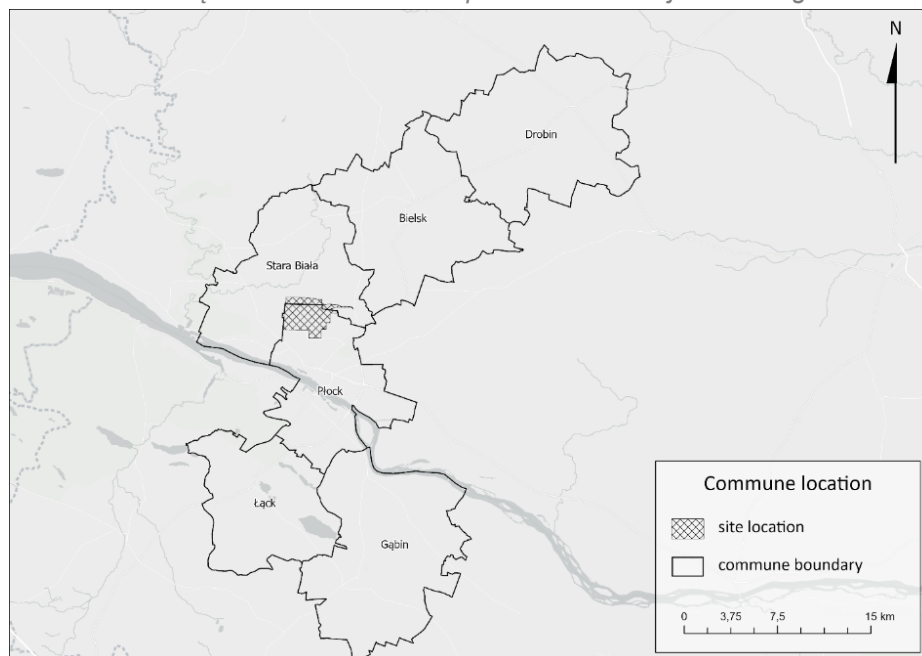 N
Drobin
Bielsk
Stara Biała
Płock
Łąck
Gąbin
Commune location
site location
commune boundary
0 3,75 7,5 15 km